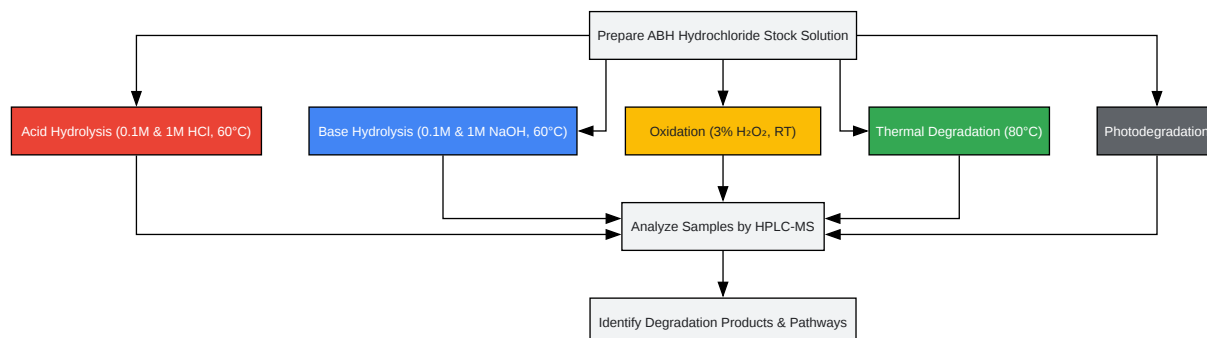 Prepare ABH Hydrochloride Stock Solution
Acid Hydrolysis (0.1M & 1M HCl, 60°C)
Base Hydrolysis (0.1M & 1M NaOH, 60°C)
Oxidation (3% H₂O₂, RT)
Thermal Degradation (80°C)
Photodegradation
Analyze Samples by HPLC-MS
Identify Degradation Products & Pathways